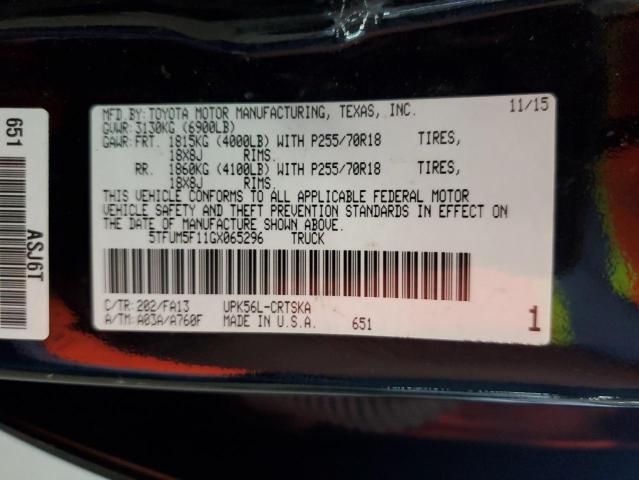 MFD BY: TOYOTA MOTOR MANUFACTURING, TEXAS, INC. 11/15
GVWR: 3130KG (6900LB)
GAWR: FRT. 1815KG (4000LB) WITH P255/70R18 TIRES,
18X8J RIMS.
RR. 1860KG (4100LB) WITH P255/70R18 TIRES,
18X8J RIMS.
THIS VEHICLE CONFORMS TO ALL APPLICABLE FEDERAL MOTOR
VEHICLE SAFETY AND THEFT PREVENTION STANDARDS IN EFFECT ON
THE DATE OF MANUFACTURE SHOWN ABOVE.
5TFUM5F11GX065296 TRUCK
C/TR: 202/FA13 UPK56L-CRTSKA
A/TM: A03A/A760F MADE IN U.S.A. 651 1
651
ASJ6T